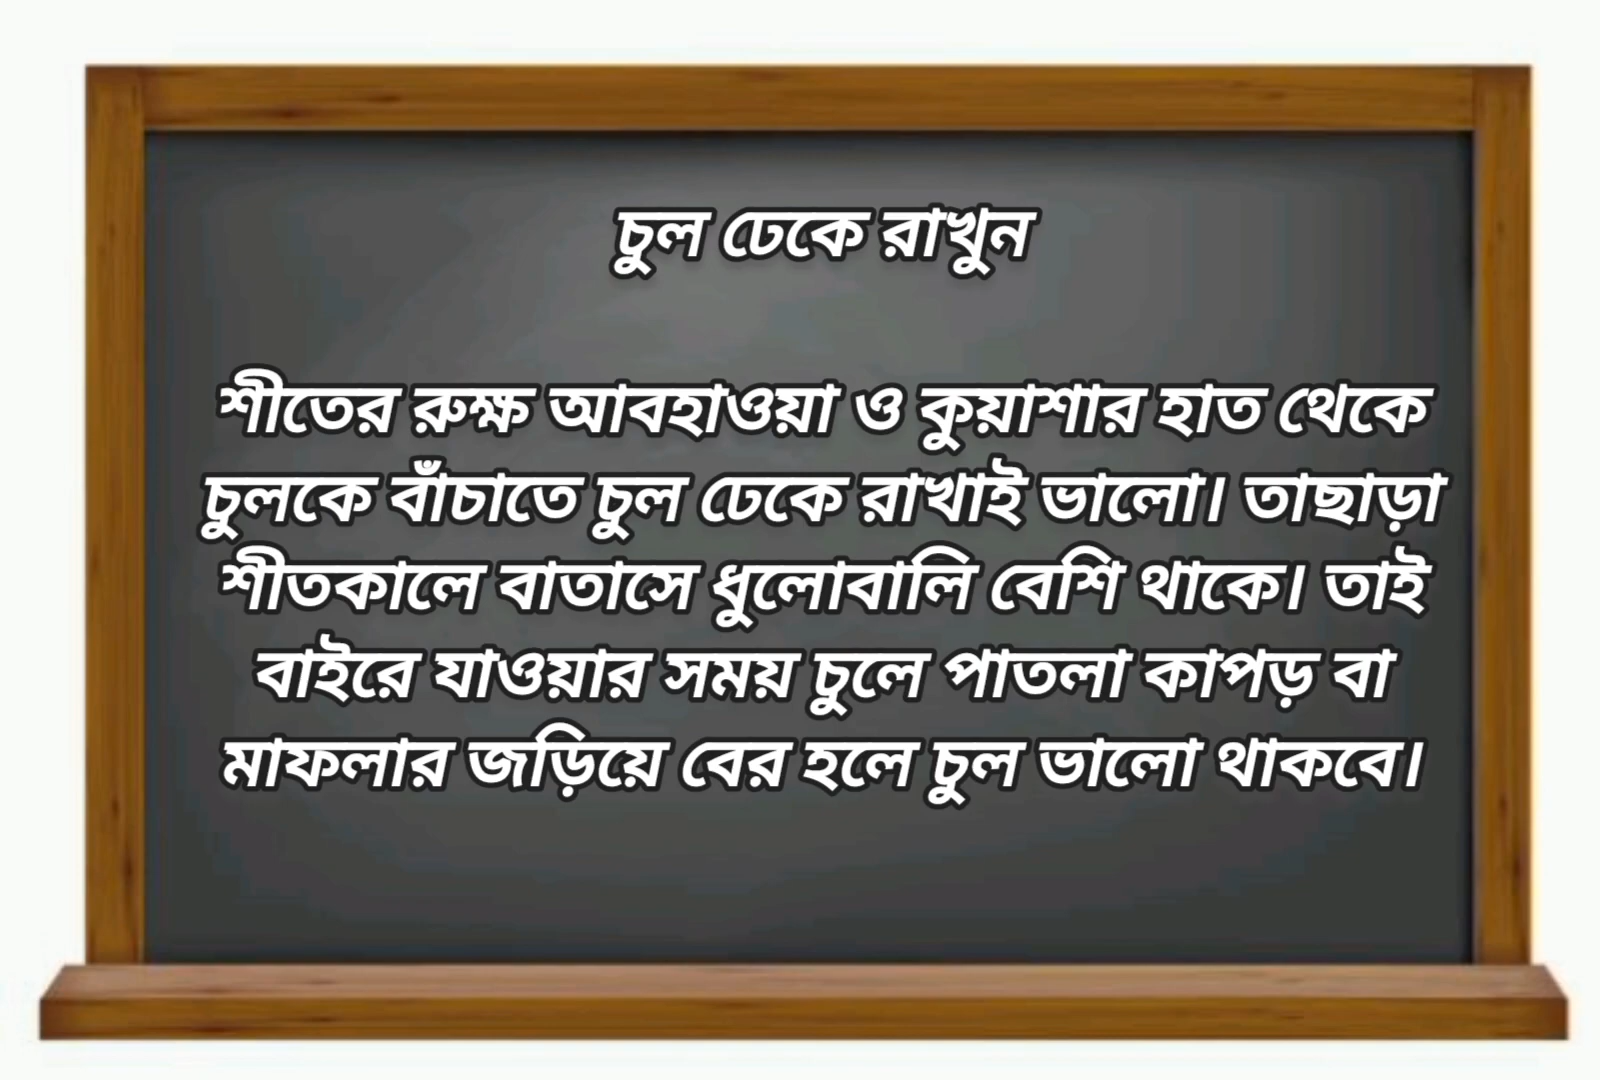 চুল ঢেকে রাখুন
শীতের রুক্ষ আবহাওয়া ও কুয়াশার হাত থেকে
চুলকে বাঁচাতে চুল ঢেকে রাখাই ভালো। তাছাড়া
শীতকালে বাতাসে ধুলোবালি বেশি থাকে। তাই
বাইরে যাওয়ার সময় চুলে পাতলা কাপড় বা
মাফলার জড়িয়ে বের হলে চুল ভালো থাকবে।